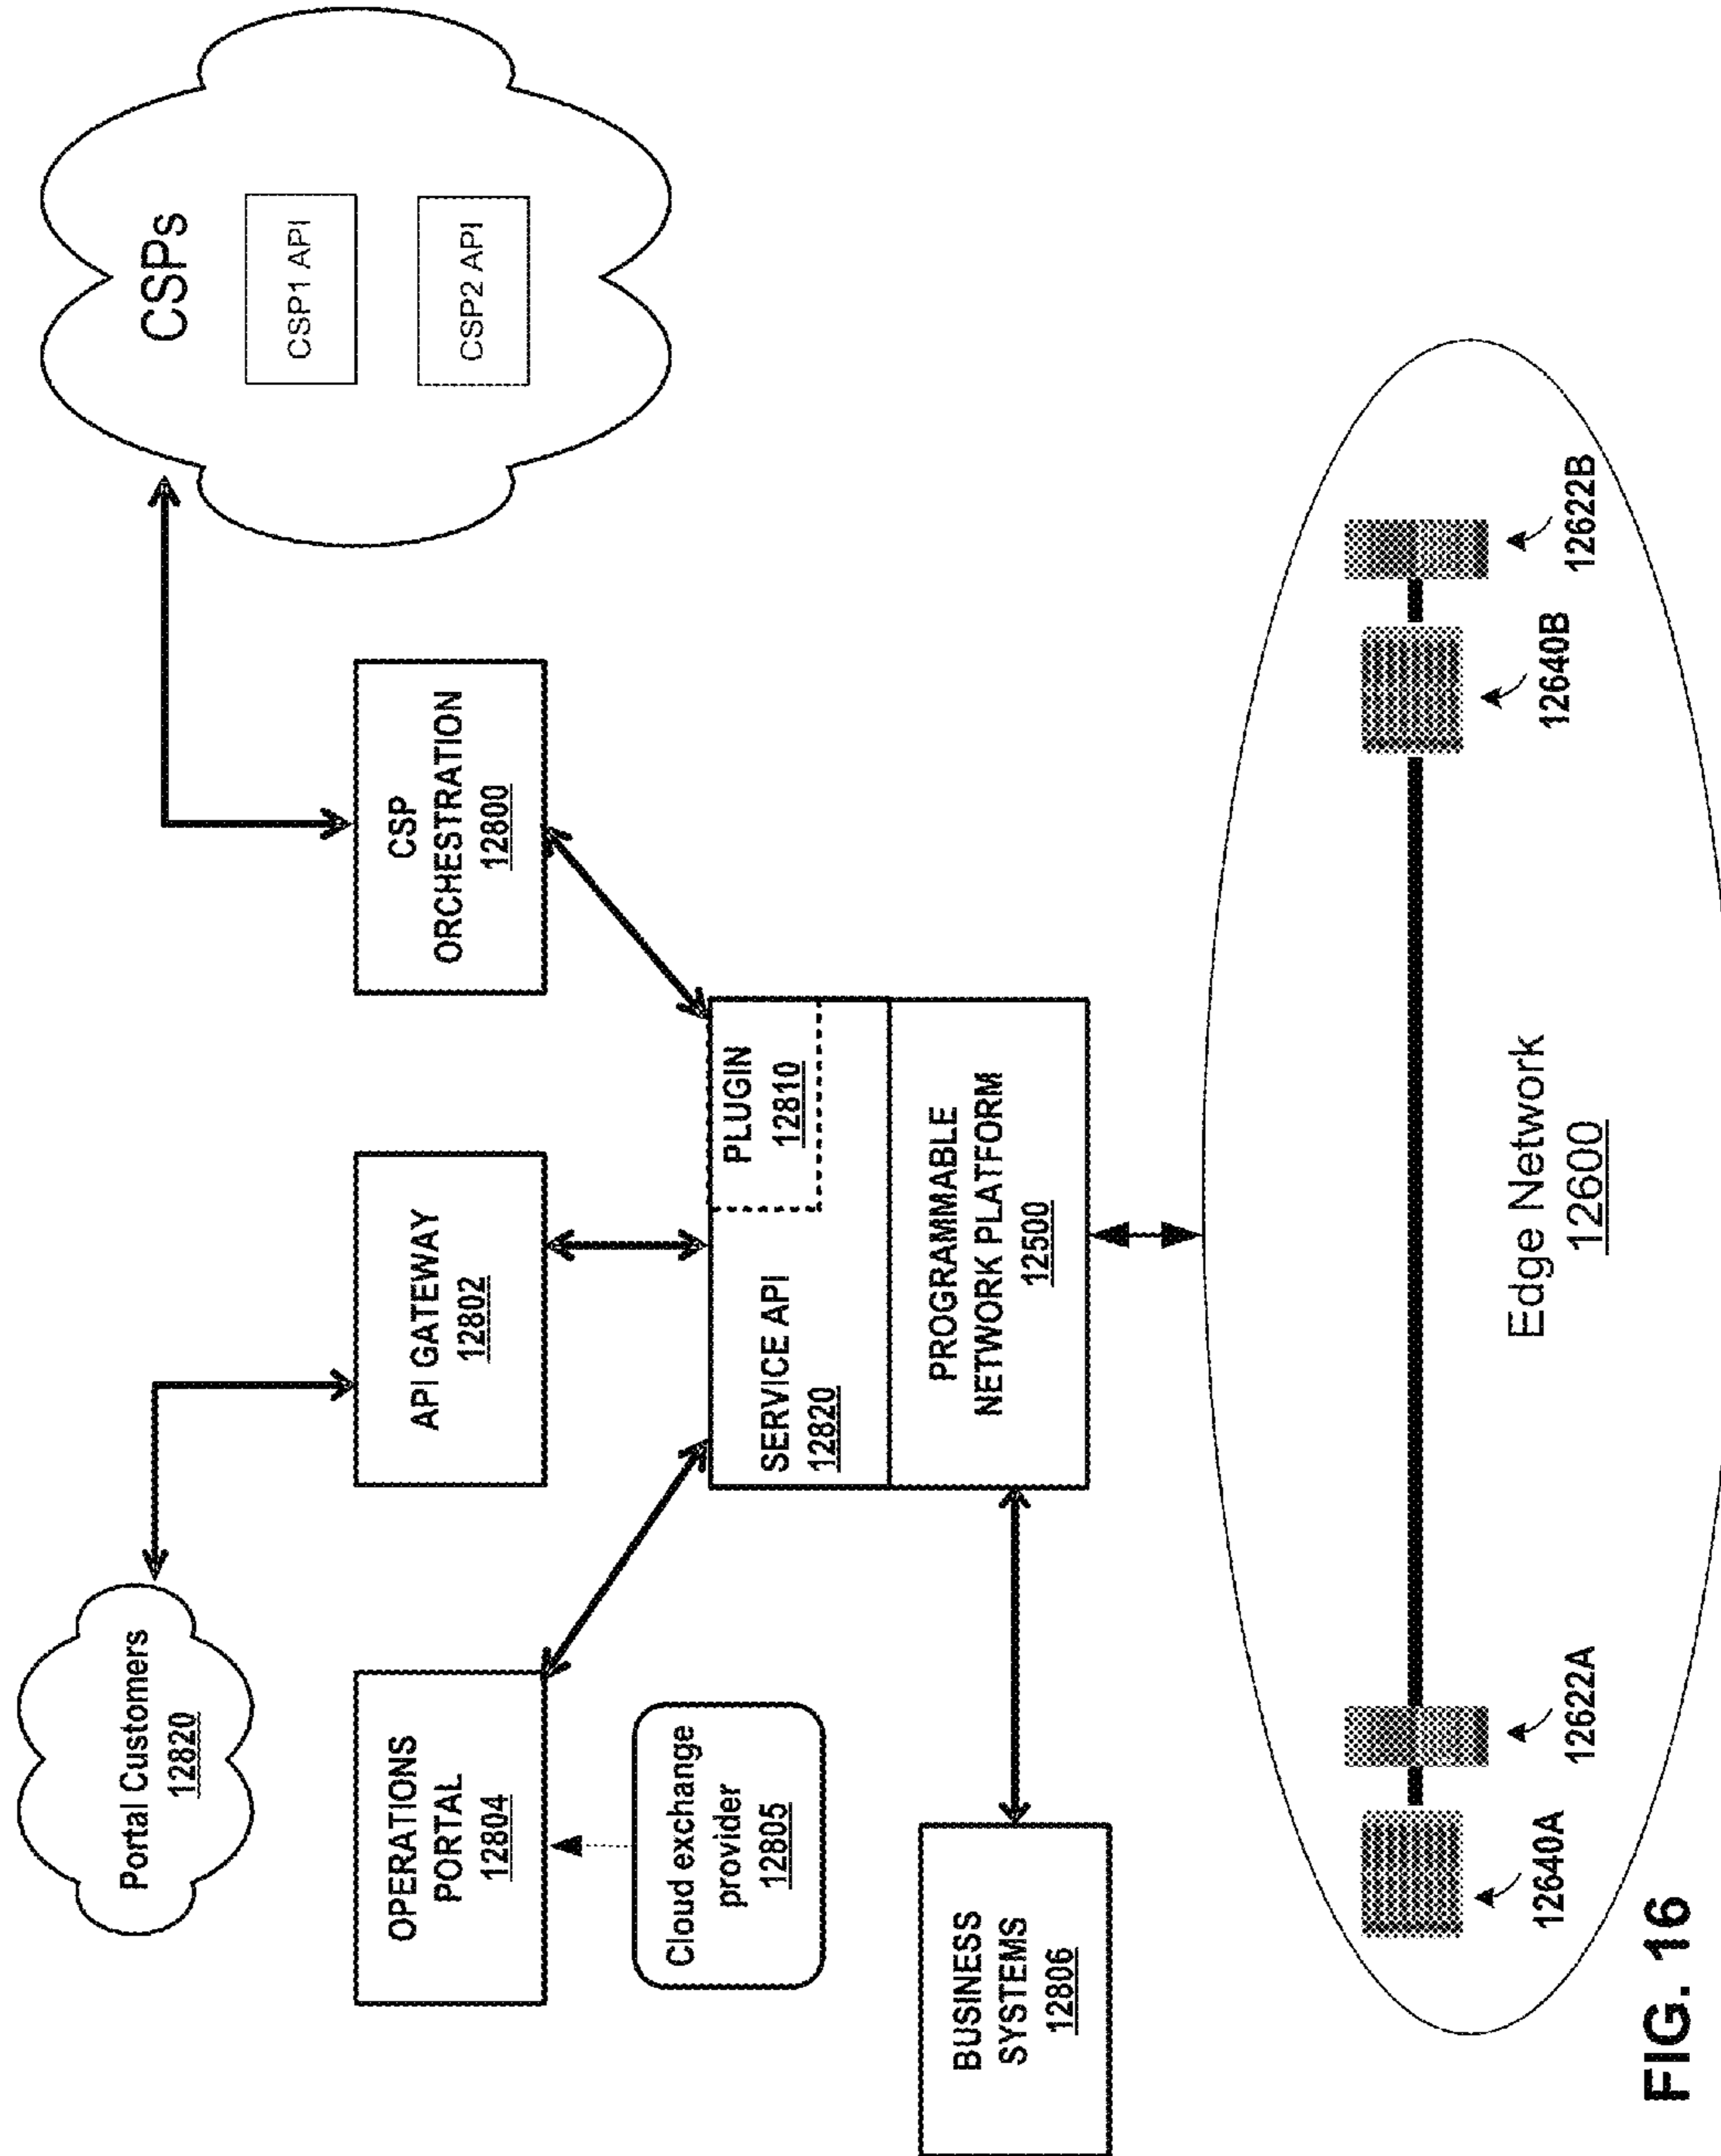 Portal Customers
12820
CSPs
CSP1 API
CSP2 API
OPERATIONS
PORTAL
12804
API GATEWAY
12802
CSP
ORCHESTRATION
12800
Cloud exchange
provider
12805
SERVICE API
12820
PLUGIN
12810
PROGRAMMABLE
NETWORK PLATFORM
12500
BUSINESS
SYSTEMS
12806
12640A
12622A
12640B
12622B
Edge Network
12600
FIG. 16